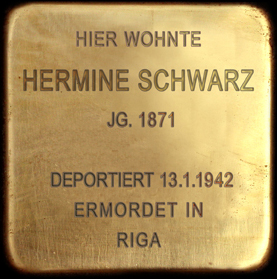 HIER WOHNTE
HERMINE SCHWARZ
JG. 1871
DEPORTIERT 13.1.1942
ERMORDET IN
RIGA